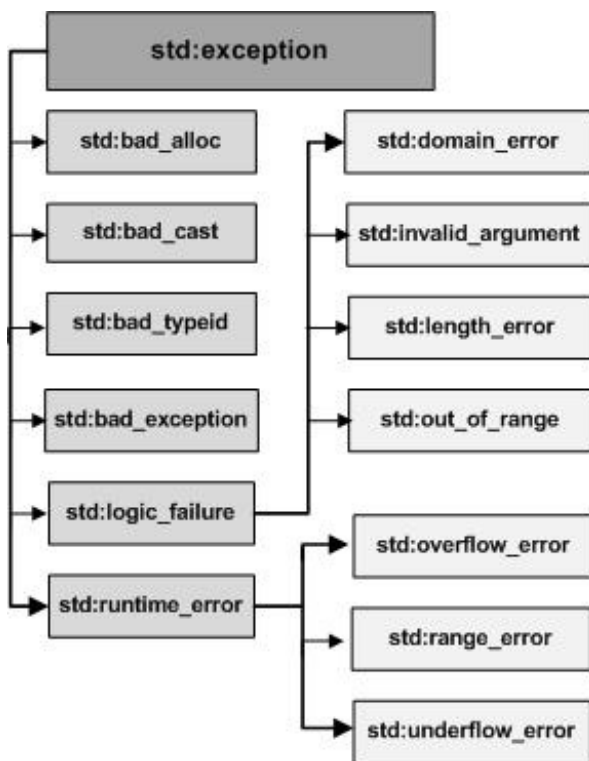 std:exception
std:bad_alloc
std:bad_cast
std:bad_typeid
std:bad_exception
std:logic_failure
std:runtime_error
std:domain_error
std:invalid_argument
std:length_error
std:out_of_range
std:overflow_error
std:range_error
std:underflow_error